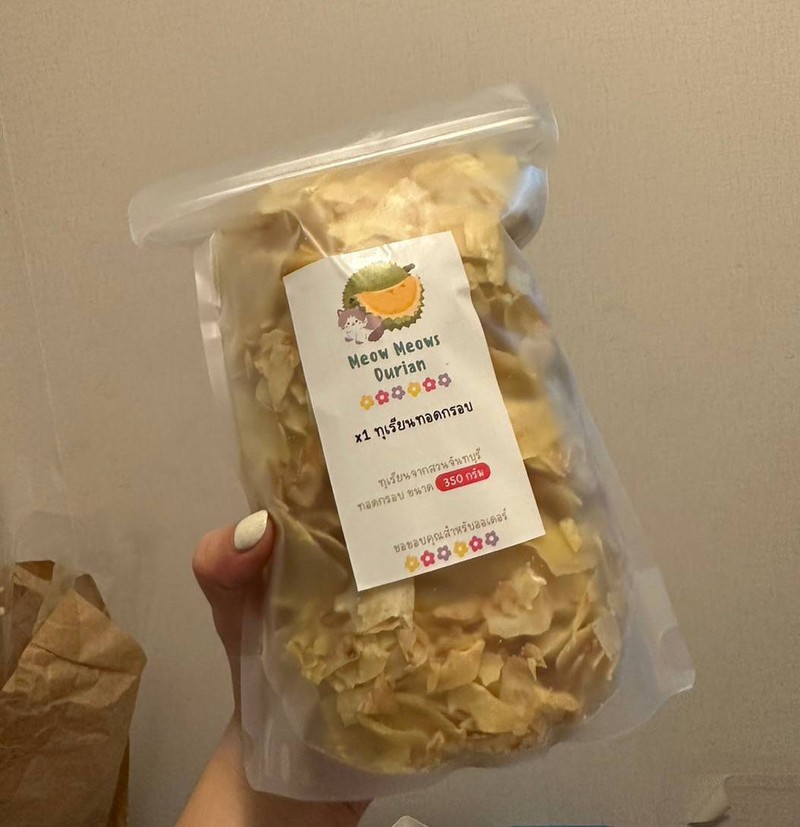 Meow Meows
Durian
x1 ทุเรียนทอดกรอบ
ทุเรียนจากสวนจันทบุรี
ทอดกรอบ ขนาด 350 กรัม
ขอขอบคุณสำหรับออเดอร์